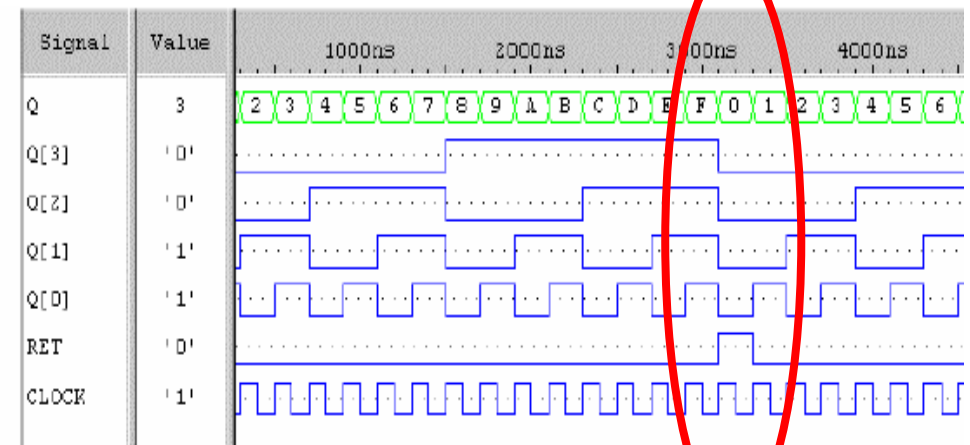 Signal Value 1000ns 2000ns 3000ns 4000ns
Q 3 2 3 4 5 6 7 8 9 A B C D E F 0 1 2 3 4 5 6
Q[3] '0'
Q[2] '0'
Q[1] '1'
Q[0] '1'
RET '0'
CLOCK '1'